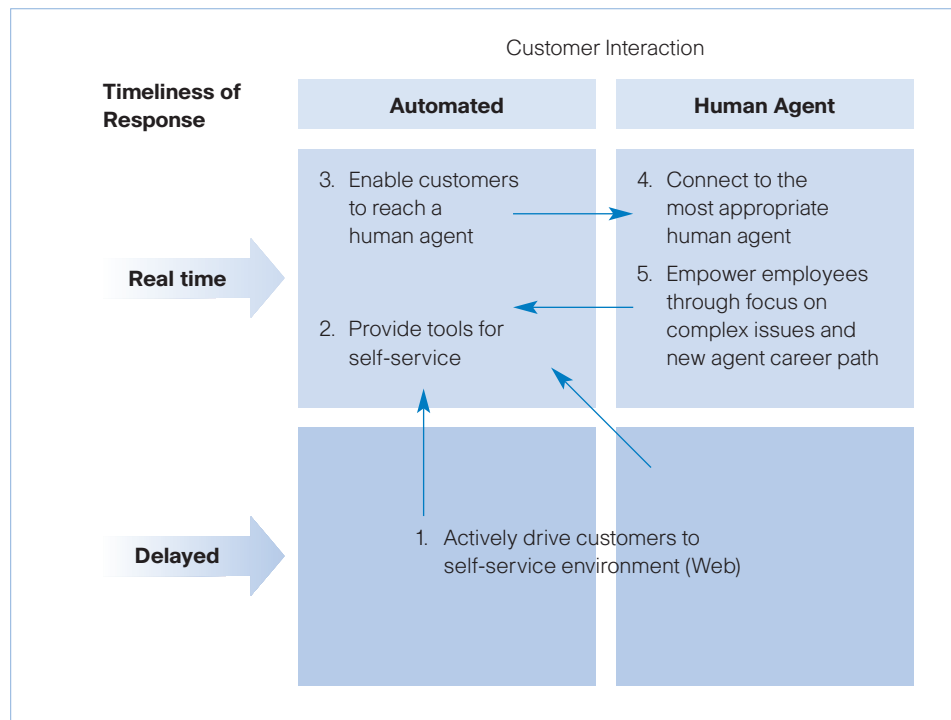 Customer Interaction
Timeliness of
Response
Automated
Human Agent
Real time
3. Enable customers
to reach a
human agent
2. Provide tools for
self-service
4. Connect to the
most appropriate
human agent
5. Empower employees
through focus on
complex issues and
new agent career path
Delayed
1. Actively drive customers to
self-service environment (Web)